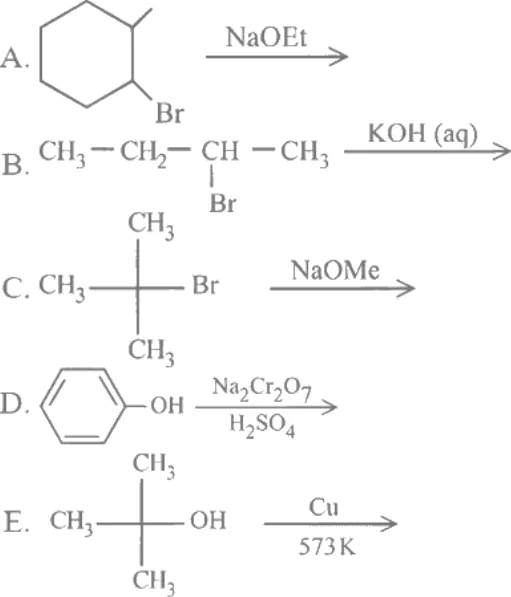 A. Br NaOEt
B. CH₃ — CH₂ — CH — CH₃ KOH (aq)
Br
CH₃
C. CH₃ Br NaOMe
CH₃
D. OH Na₂Cr₂O₇
H₂SO₄
CH₃
E. CH₃ OH Cu
573 K
CH₃